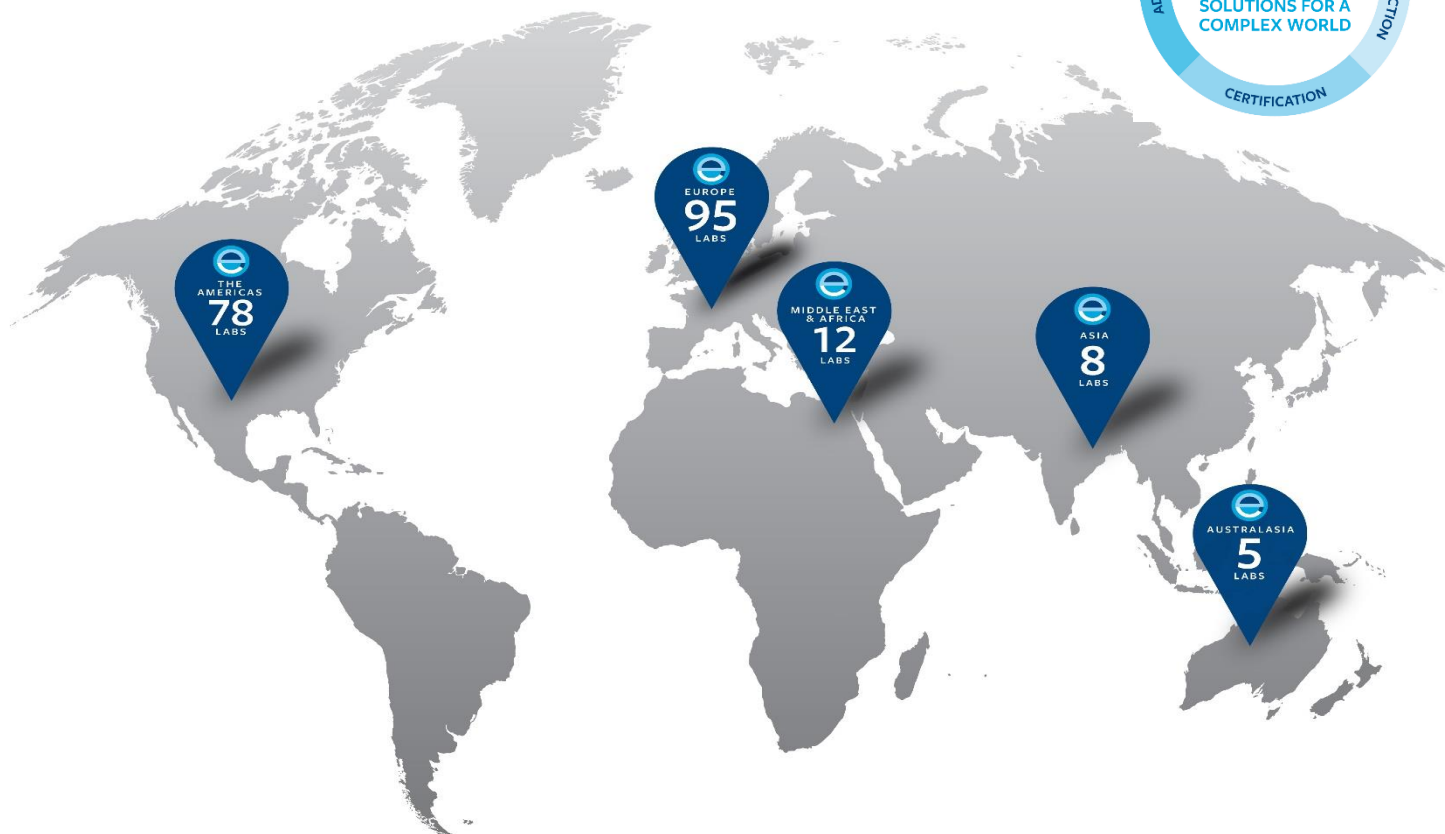 SOLUTIONS FOR A
COMPLEX WORLD
CERTIFICATION
e
EUROPE
95
LABS
e
THE
AMERICAS
78
LABS
e
MIDDLE EAST
& AFRICA
12
LABS
e
ASIA
8
LABS
e
AUSTRALASIA
5
LABS